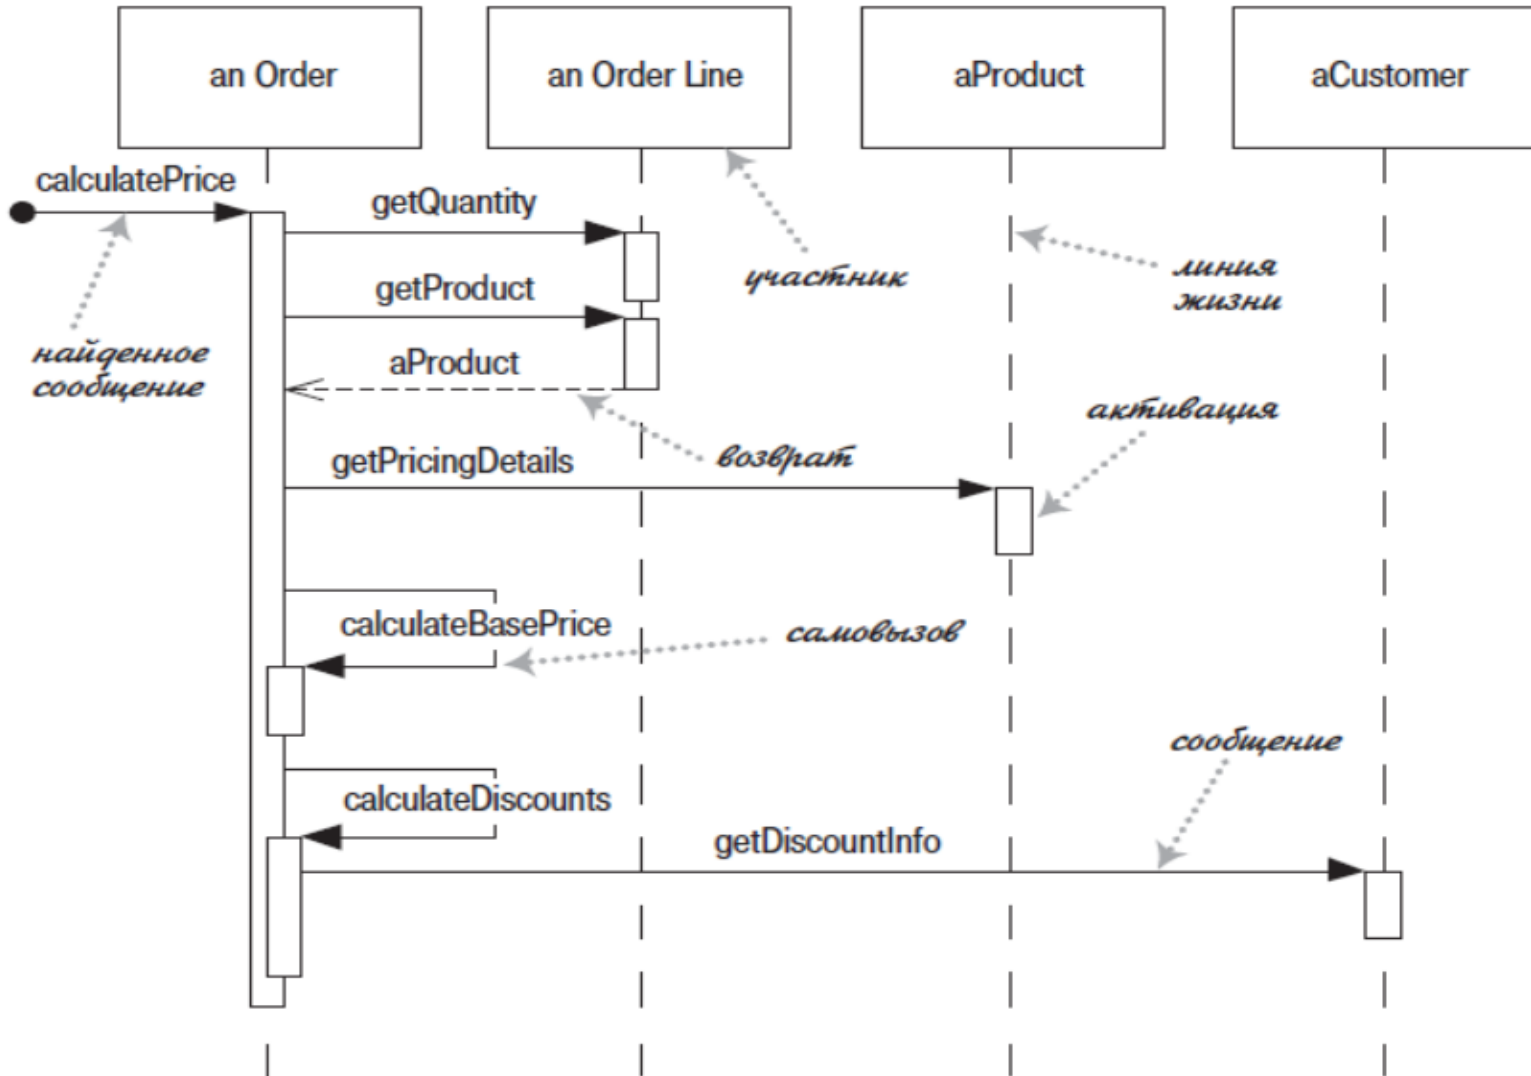 an Order
an Order Line
aProduct
aCustomer
calculatePrice
getQuantity
участник
линия
жизни
getProduct
найденное
сообщение
aProduct
активация
возврат
getPricingDetails
calculateBasePrice
самовызов
сообщение
calculateDiscounts
getDiscountInfo